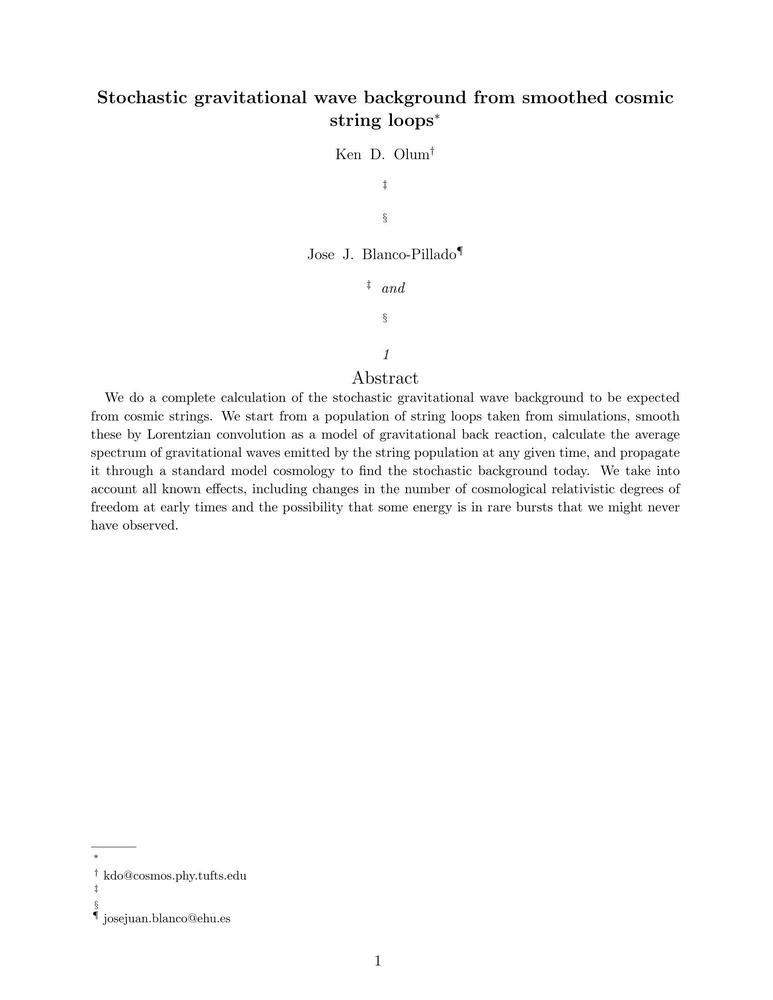 Stochastic gravitational wave background from smoothed cosmic
string loops*
Ken D. Olum†
‡
§
Jose J. Blanco-Pillado¶
‡ and
§
1
Abstract
We do a complete calculation of the stochastic gravitational wave background to be expected
from cosmic strings. We start from a population of string loops taken from simulations, smooth
these by Lorentzian convolution as a model of gravitational back reaction, calculate the average
spectrum of gravitational waves emitted by the string population at any given time, and propagate
it through a standard model cosmology to find the stochastic background today. We take into
account all known effects, including changes in the number of cosmological relativistic degrees of
freedom at early times and the possibility that some energy is in rare bursts that we might never
have observed.
*
† kdo@cosmos.phy.tufts.edu
‡
§
¶ josejuan.blanco@ehu.es
1